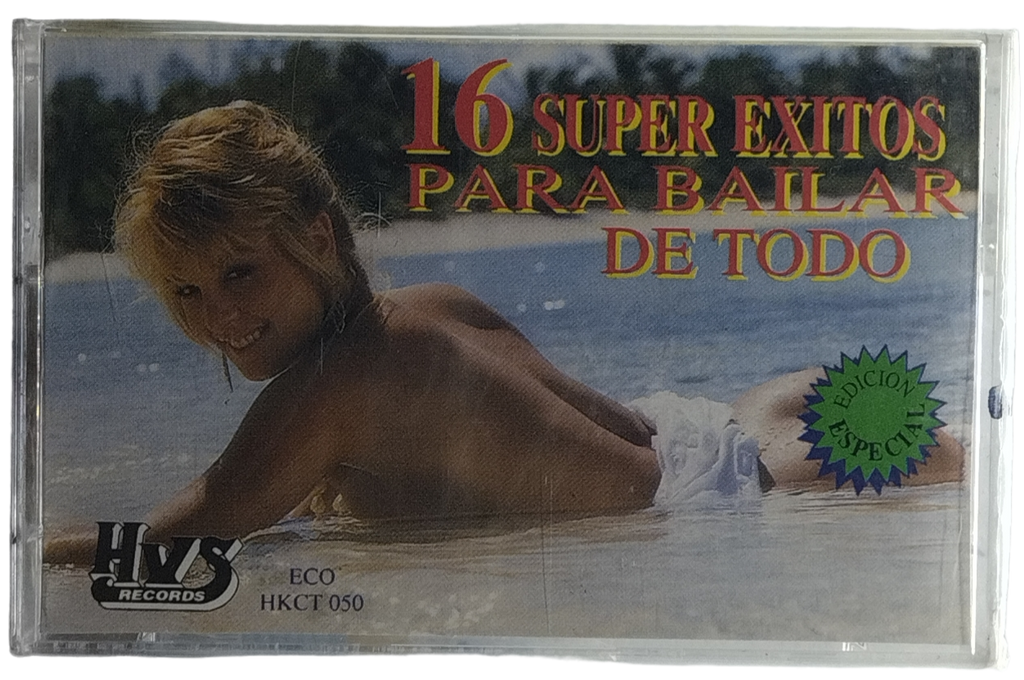 16 SUPER EXITOS
PARA BAILAR
DE TODO
EDICION
ESPECIAL
HVS
RECORDS
ECO
HKCT 050